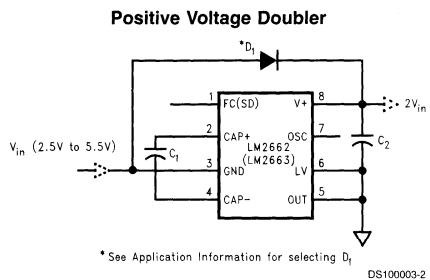 Positive Voltage Doubler
*D1
1 FC(SD) V+ 8 2Vin
2 CAP+ OSC 7
C1 LM2662 C2
(LM2663)
Vin (2.5V to 5.5V)
3 GND LV 6
4 CAP- OUT 5
* See Application Information for selecting D1
DS100003-2